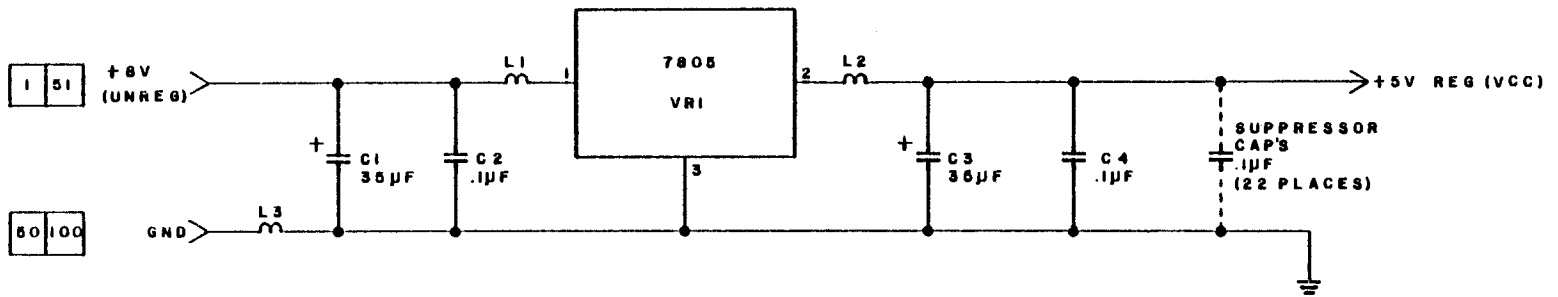 1 51
+8V
(UNREG)
L1
1
7805
VR1
2
L2
+5V REG (VCC)
+
C1
35µF
C2
.1µF
3
+
C3
35µF
C4
.1µF
SUPPRESSOR
CAP'S
.1µF
(22 PLACES)
50 100
GND
L3